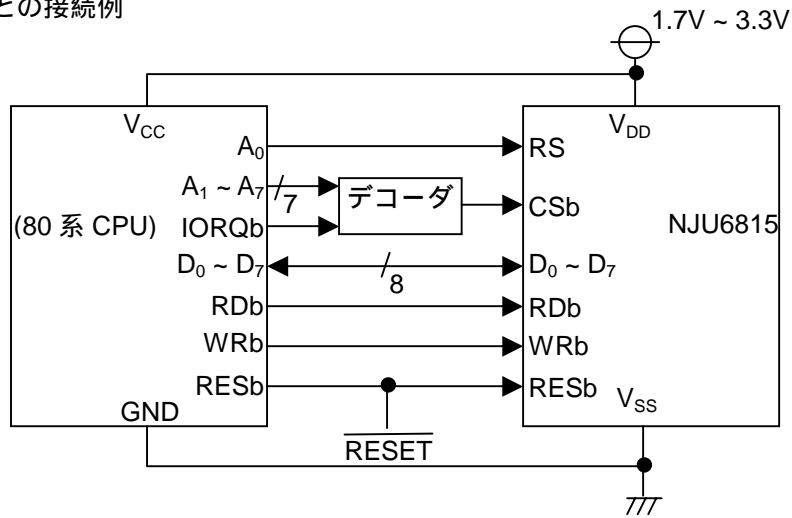 との接続例
1.7V ~ 3.3V
VCC
VDD
A0
RS
A1 ~ A7
7
デコーダ
CSb
(80 系 CPU)
IORQb
NJU6815
D0 ~ D7
8
D0 ~ D7
RDb
RDb
WRb
WRb
RESb
RESb
GND
VSS
RESET